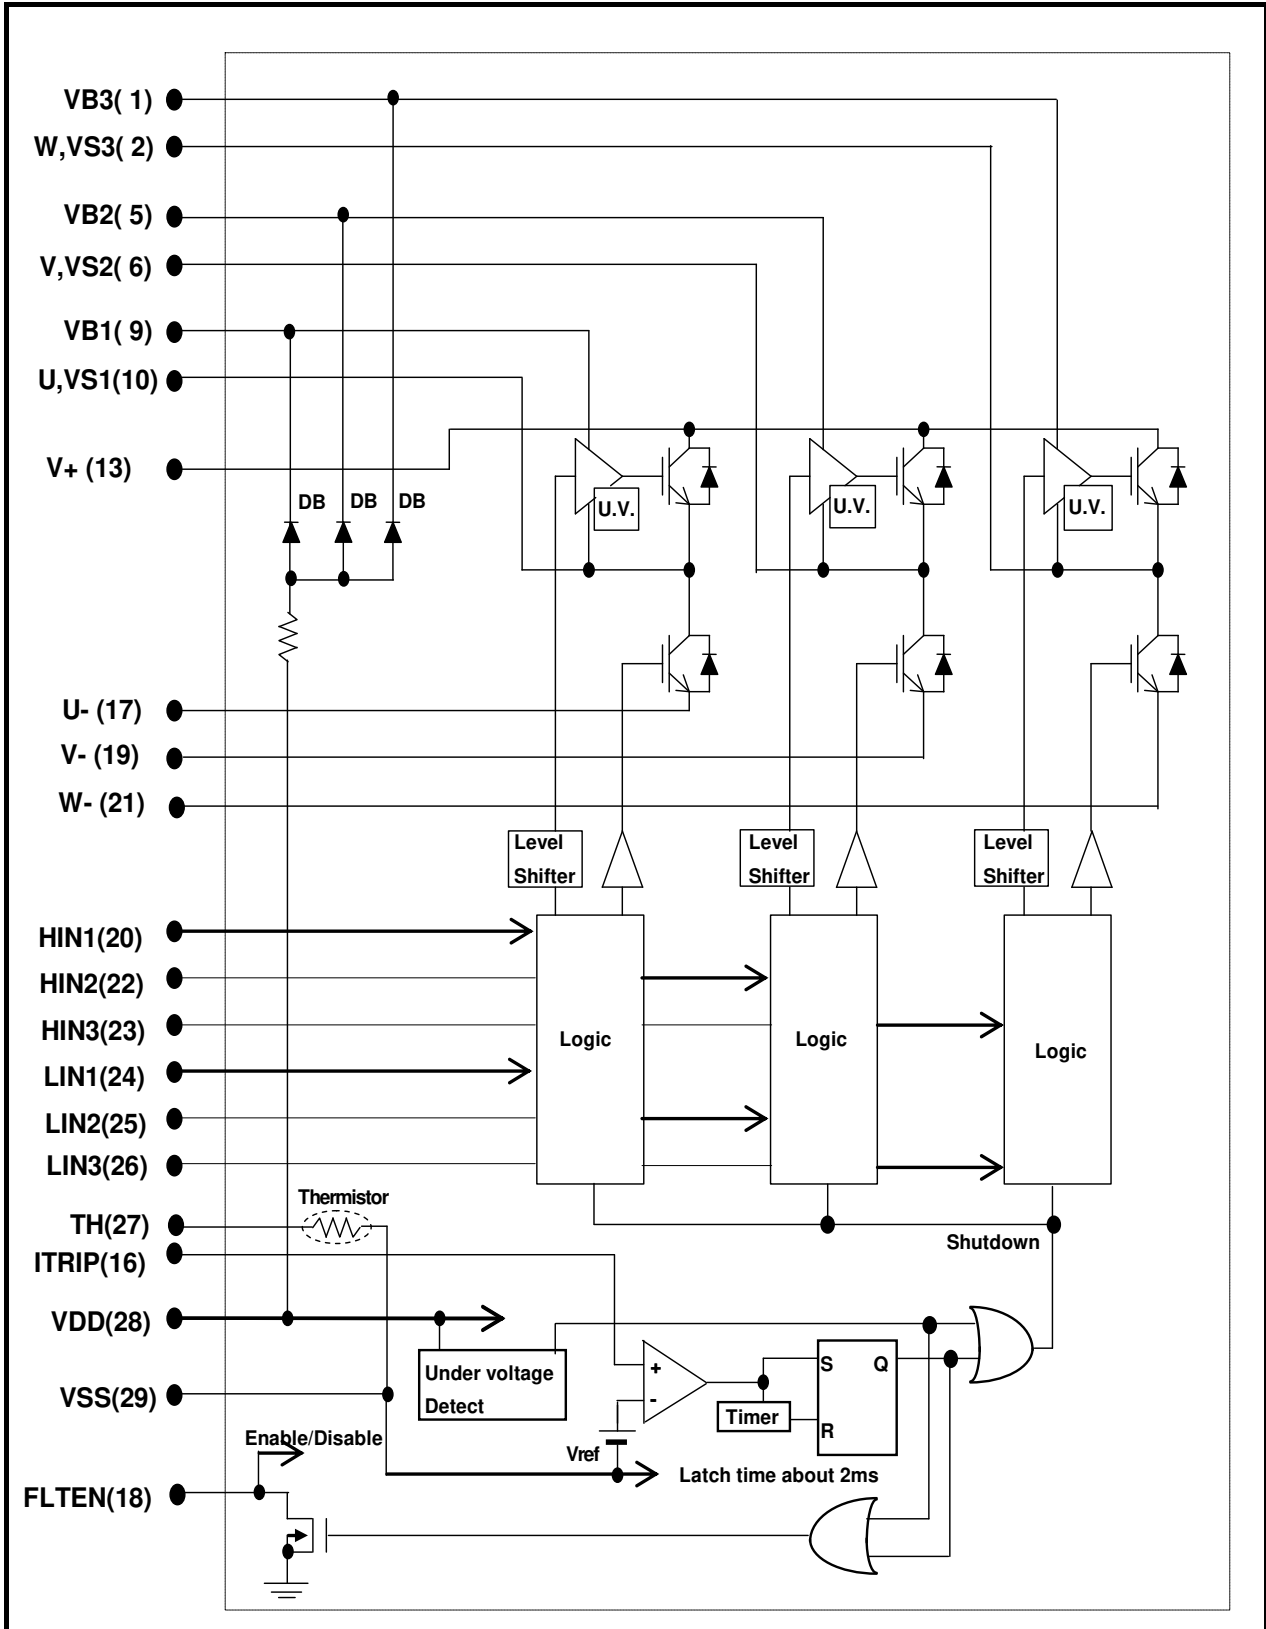 VB3( 1)
W,VS3( 2)
VB2( 5)
V,VS2( 6)
VB1( 9)
U,VS1(10)
V+ (13)
DB
DB
DB
U.V.
U.V.
U.V.
U- (17)
V- (19)
W- (21)
Level
Shifter
Level
Shifter
Level
Shifter
HIN1(20)
HIN2(22)
HIN3(23)
LIN1(24)
LIN2(25)
LIN3(26)
Logic
Logic
Logic
Thermistor
TH(27)
ITRIP(16)
Shutdown
VDD(28)
Under voltage
Detect
+
-
S
Q
R
Timer
VSS(29)
Vref
Enable/Disable
Latch time about 2ms
FLTEN(18)